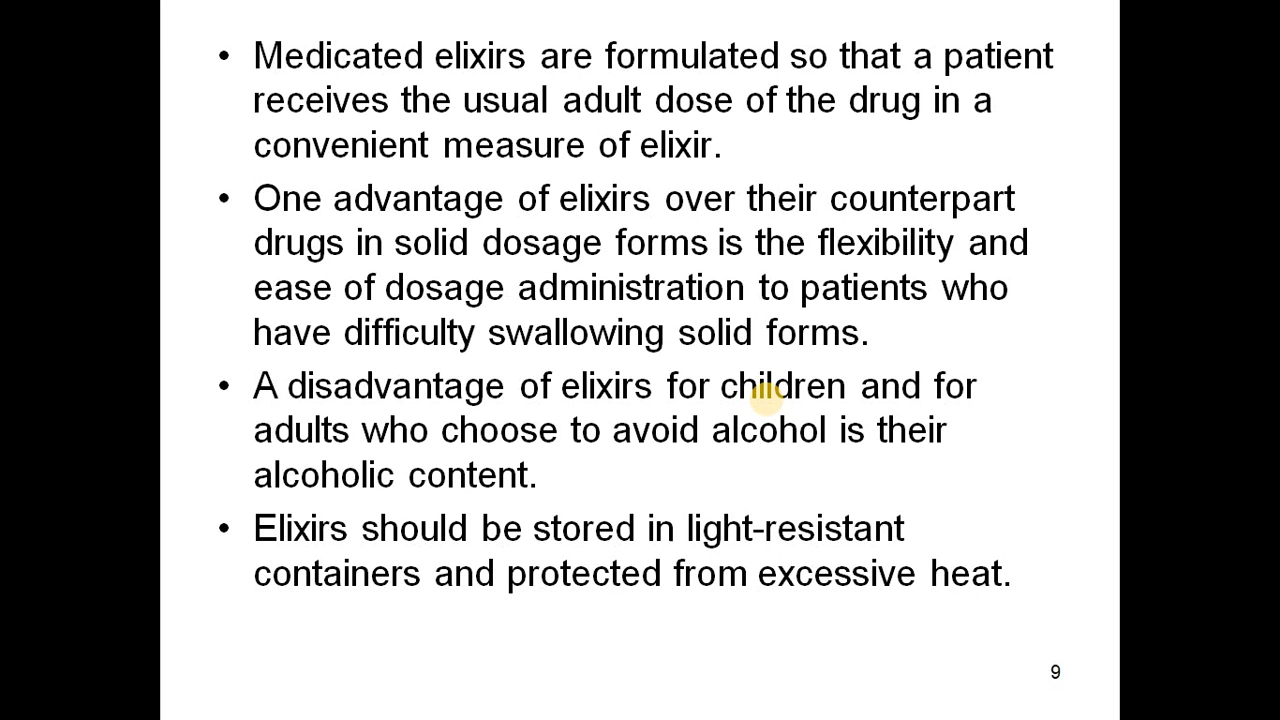 • Medicated elixirs are formulated so that a patient
receives the usual adult dose of the drug in a
convenient measure of elixir.
• One advantage of elixirs over their counterpart
drugs in solid dosage forms is the flexibility and
ease of dosage administration to patients who
have difficulty swallowing solid forms.
• A disadvantage of elixirs for children and for
adults who choose to avoid alcohol is their
alcoholic content.
• Elixirs should be stored in light-resistant
containers and protected from excessive heat.
9